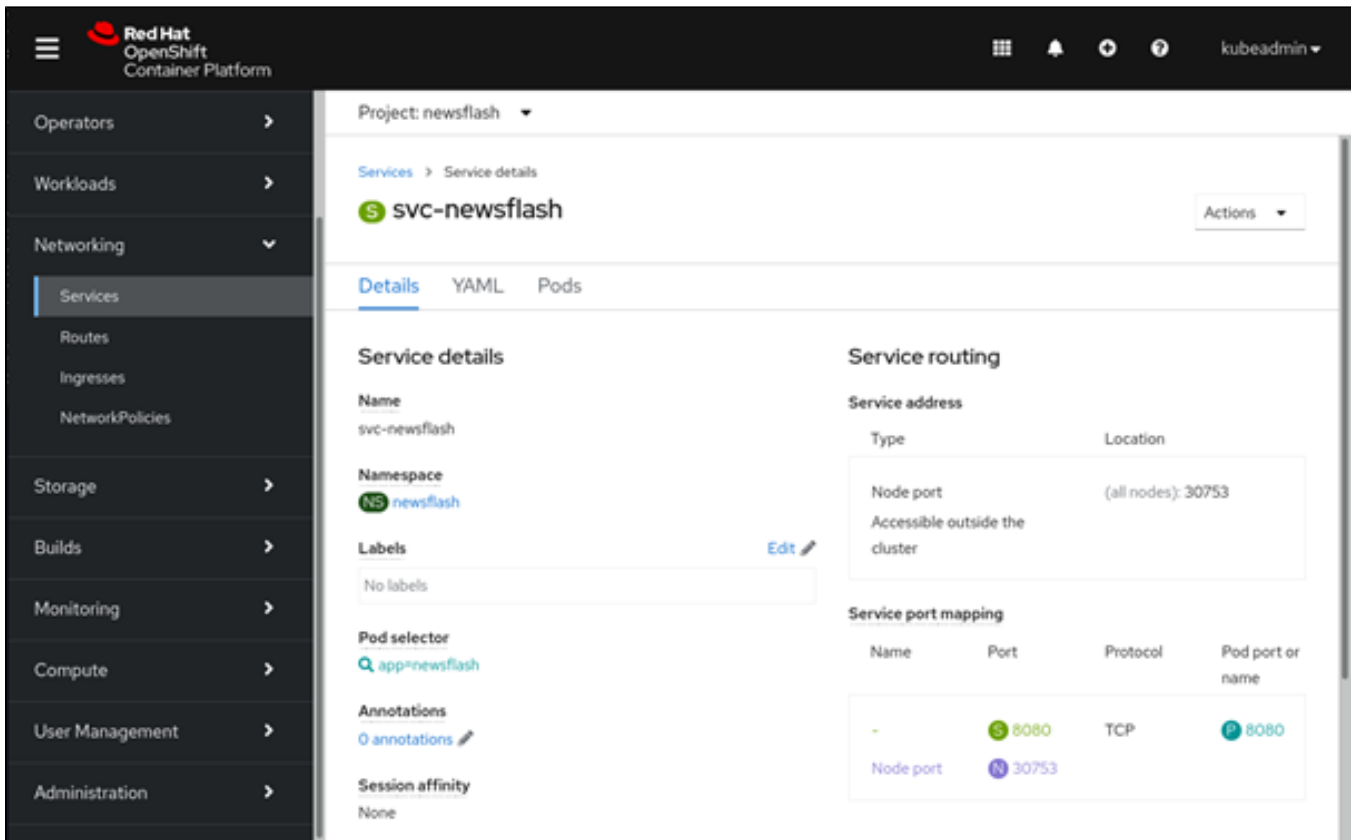 Red Hat
OpenShift
Container Platform
kubeadmin
Operators
Workloads
Networking
Services
Routes
Ingresses
NetworkPolicies
Storage
Builds
Monitoring
Compute
User Management
Administration
Project: newsflash
Services > Service details
S svc-newsflash
Actions
Details YAML Pods
Service details
Name
svc-newsflash
Namespace
NS newsflash
Labels Edit
No labels
Pod selector
app=newsflash
Annotations
0 annotations
Session affinity
None
Service routing
Service address
Type Location
Node port (all nodes): 30753
Accessible outside the
cluster
Service port mapping
Name Port Protocol Pod port or
name
- S 8080 TCP P 8080
Node port N 30753